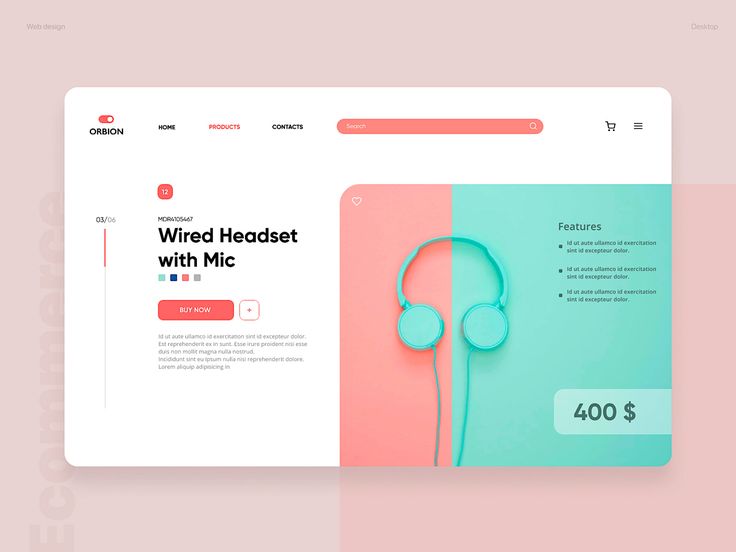 Web design
Desktop
Ecommerce
ORBION
HOME
PRODUCTS
CONTACTS
Search
12
03/06
MDR4105467
Wired Headset
with Mic
BUY NOW
+
Id ut aute ullamco id exercitation sint id excepteur dolor.
Est reprehenderit ex in sunt. Esse irure proident nisi esse
duis non mollit magna nulla nostrud,
Incididunt sint eu ipsum nulla nisi reprehenderit dolore.
Lorem aliquip adipisicing in
Features
Id ut aute ullamco id exercitation
sint id excepteur dolor.
Id ut aute ullamco id exercitation
sint id excepteur dolor.
Id ut aute ullamco id exercitation
sint id excepteur dolor.
400 $